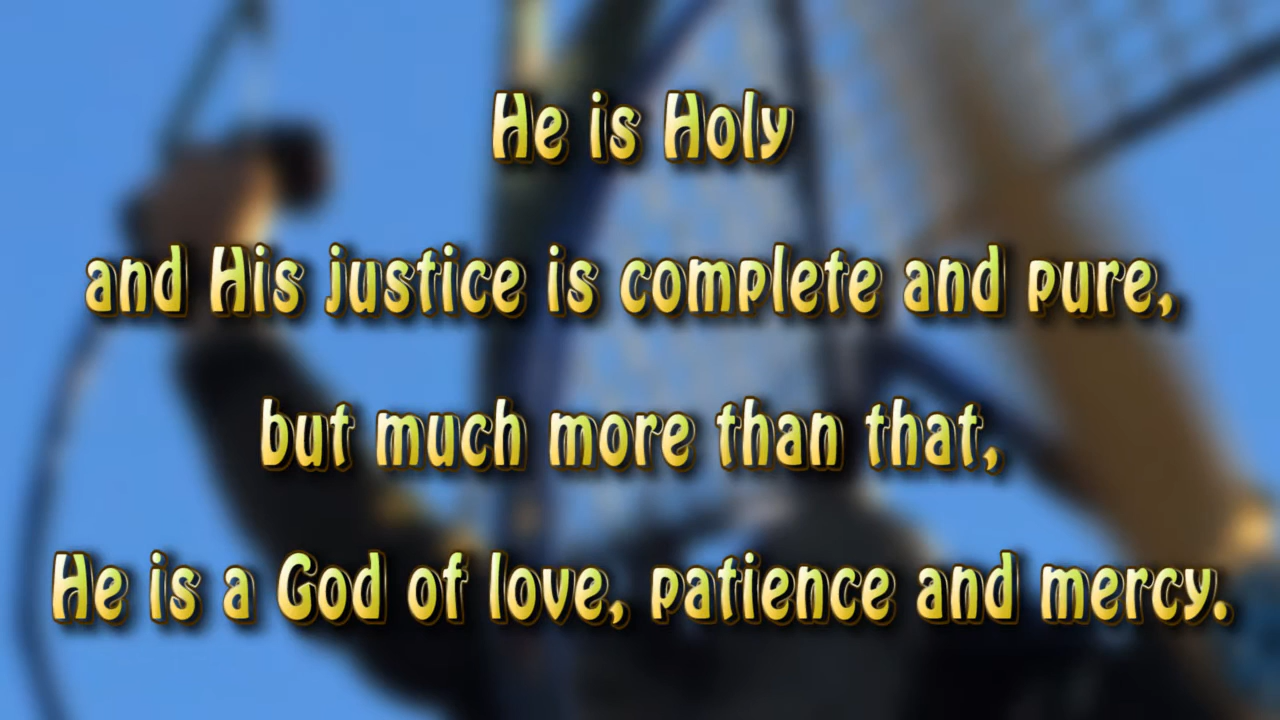 He is Holy
and His justice is complete and pure,
but much more than that,
He is a God of love, patience and mercy.